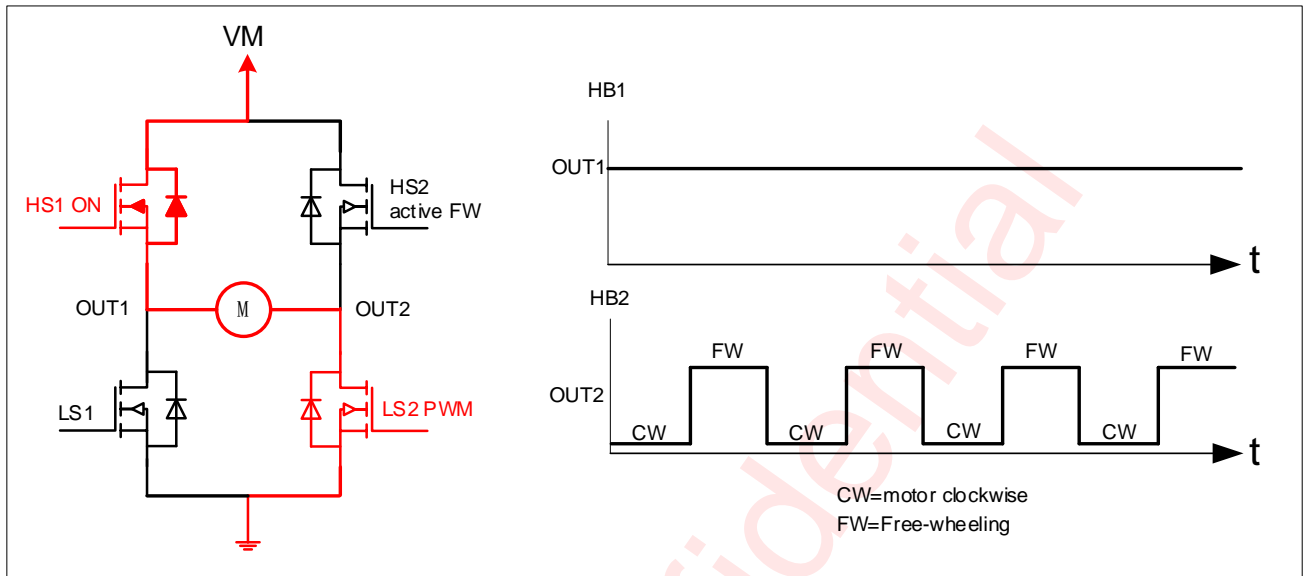 VM
HS1 ON
HS2
active FW
OUT1
M
OUT2
LS1
LS2 PWM
HB1
OUT1
t
HB2
FW
FW
FW
FW
OUT2
CW
CW
CW
CW
t
CW=motor clockwise
FW=Free-wheeling
fidential